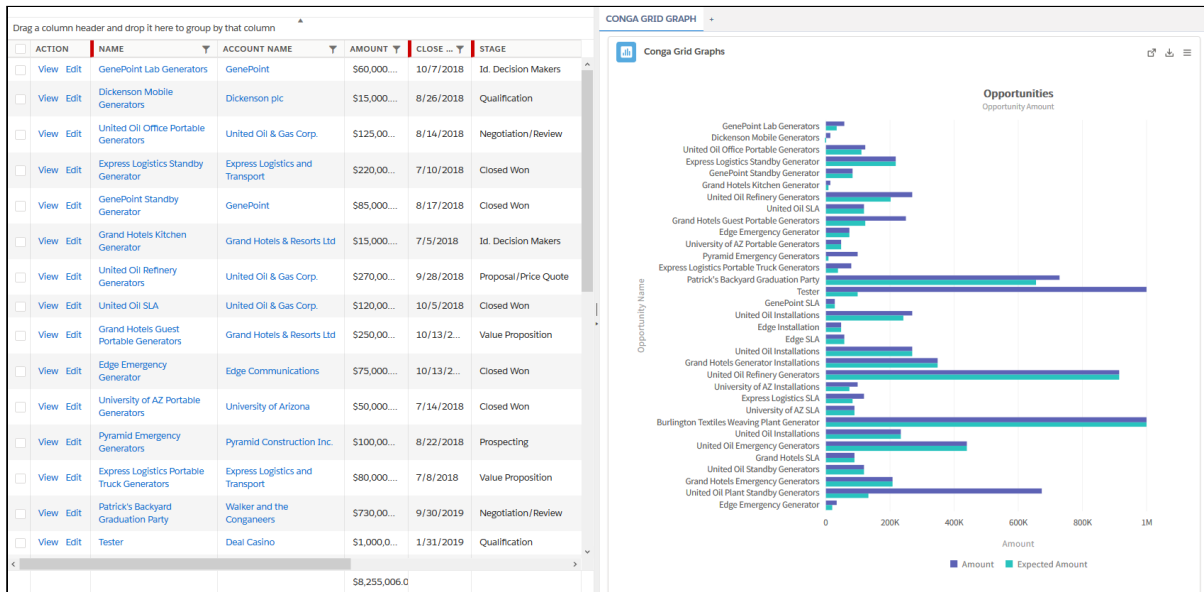 Drag a column header and drop it here to group by that column
ACTION NAME ACCOUNT NAME AMOUNT CLOSE ... STAGE
View Edit GenePoint Lab Generators GenePoint $60,000.... 10/7/2018 Id. Decision Makers
View Edit Dickenson Mobile Generators Dickenson plc $15,000.... 8/26/2018 Qualification
View Edit United Oil Office Portable Generators United Oil & Gas Corp. $125,00... 8/14/2018 Negotiation/Review
View Edit Express Logistics Standby Generator Express Logistics and Transport $220,00... 7/10/2018 Closed Won
View Edit GenePoint Standby Generator GenePoint $85,000.... 8/17/2018 Closed Won
View Edit Grand Hotels Kitchen Generator Grand Hotels & Resorts Ltd $15,000.... 7/5/2018 Id. Decision Makers
View Edit United Oil Refinery Generators United Oil & Gas Corp. $270,00... 9/28/2018 Proposal/Price Quote
View Edit United Oil SLA United Oil & Gas Corp. $120,00... 10/5/2018 Closed Won
View Edit Grand Hotels Guest Portable Generators Grand Hotels & Resorts Ltd $250,00... 10/13/2... Value Proposition
View Edit Edge Emergency Generator Edge Communications $75,000.... 10/13/2... Closed Won
View Edit University of AZ Portable Generators University of Arizona $50,000.... 7/14/2018 Closed Won
View Edit Pyramid Emergency Generators Pyramid Construction Inc. $100,00... 8/22/2018 Prospecting
View Edit Express Logistics Portable Truck Generators Express Logistics and Transport $80,000.... 7/8/2018 Value Proposition
View Edit Patrick's Backyard Graduation Party Walker and the Conganeers $730,00... 9/30/2019 Negotiation/Review
View Edit Tester Deal Casino $1,000,0... 1/31/2019 Qualification
$8,255,006.0
CONGA GRID GRAPH +
Conga Grid Graphs
Opportunities
Opportunity Amount
Opportunity Name
GenePoint Lab Generators
Dickenson Mobile Generators
United Oil Office Portable Generators
Express Logistics Standby Generator
GenePoint Standby Generator
Grand Hotels Kitchen Generator
United Oil Refinery Generators
United Oil SLA
Grand Hotels Guest Portable Generators
Edge Emergency Generator
University of AZ Portable Generators
Pyramid Emergency Generators
Express Logistics Portable Truck Generators
Patrick's Backyard Graduation Party
Tester
GenePoint SLA
United Oil Installations
Edge Installation
Edge SLA
United Oil Installations
Grand Hotels Generator Installations
United Oil Refinery Generators
University of AZ Installations
Express Logistics SLA
University of AZ SLA
Burlington Textiles Weaving Plant Generator
United Oil Installations
United Oil Emergency Generators
Grand Hotels SLA
United Oil Standby Generators
Grand Hotels Emergency Generators
United Oil Plant Standby Generators
Edge Emergency Generator
0 200K 400K 600K 800K 1M
Amount
Amount Expected Amount